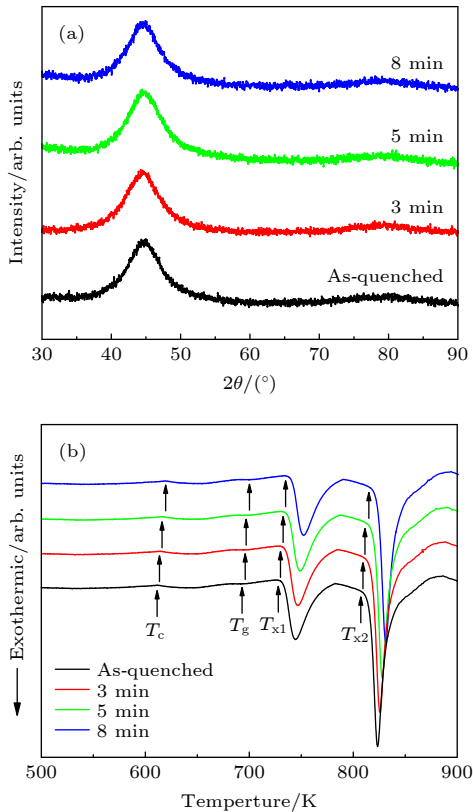 (a)
8 min
5 min
3 min
As-quenched
Intensity/arb. units
30 40 50 60 70 80 90
2θ/(°)
(b)
Exothermic/arb. units
Tc Tg Tx1 Tx2
As-quenched
3 min
5 min
8 min
500 600 700 800 900
Temperture/K